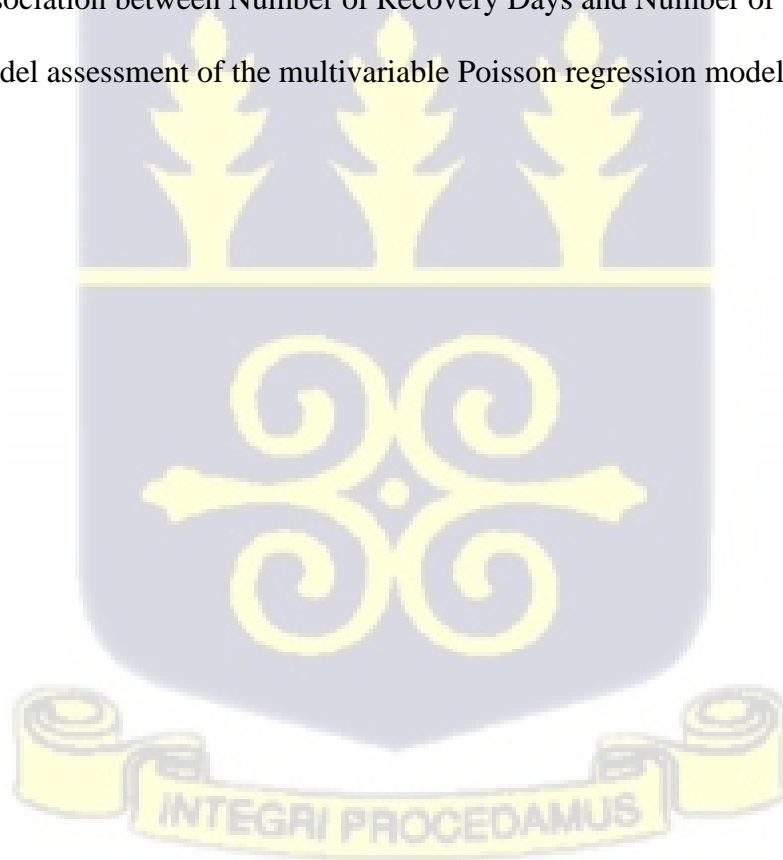 sociation between Number of Recovery Days and Number of
del assessment of the multivariable Poisson regression model
INTEGRI PROCEDAMUS